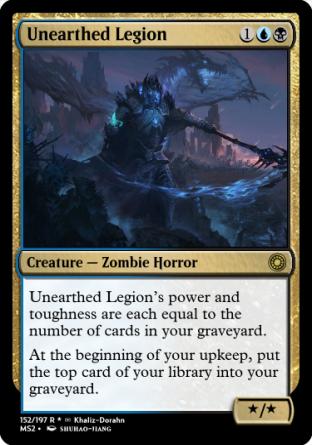 Unearthed Legion 1
Creature — Zombie Horror
Unearthed Legion's power and
toughness are each equal to the
number of cards in your graveyard.
At the beginning of your upkeep, put
the top card of your library into your
graveyard.
*/*
152/197 R * ∞ Khaliz-Dorahn
MS2 • SHUHAO-JIANG